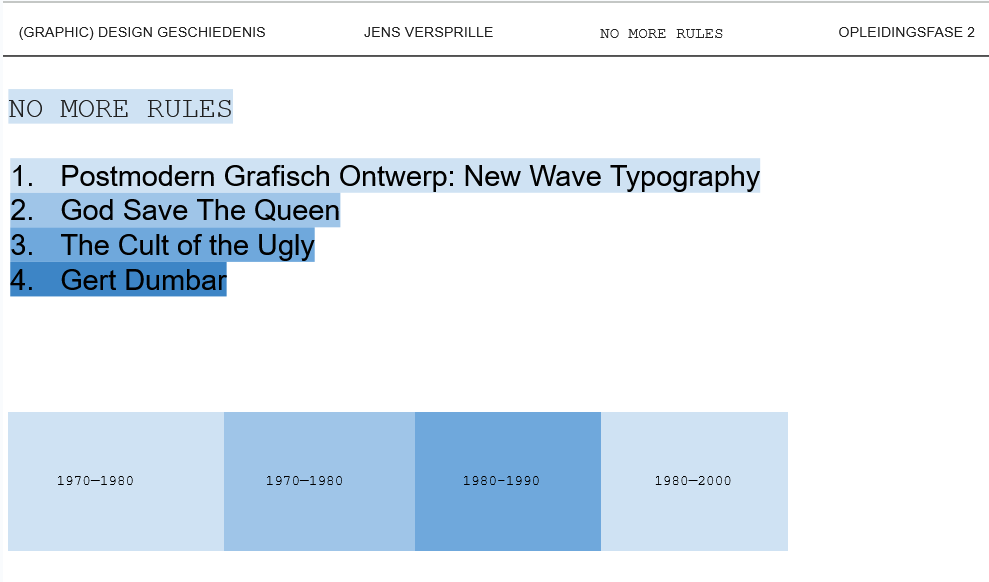 (GRAPHIC) DESIGN GESCHIEDENIS JENS VERSPRILLE NO MORE RULES OPLEIDINGSFASE 2
NO MORE RULES
1. Postmodern Grafisch Ontwerp: New Wave Typography
2. God Save The Queen
3. The Cult of the Ugly
4. Gert Dumbar
1970—1980 1970—1980 1980-1990 1980—2000